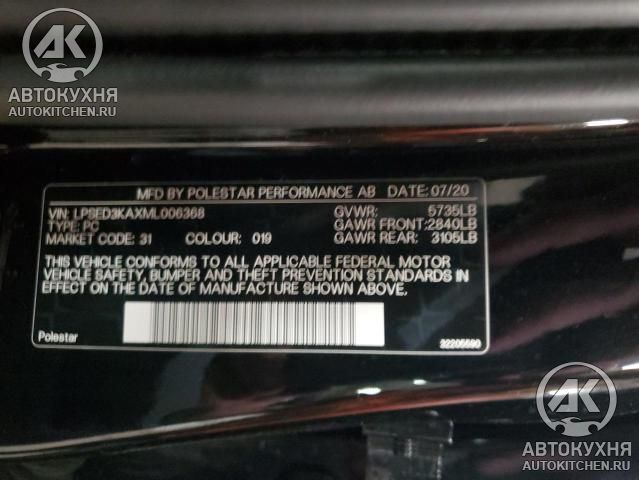 АК
АВТОКУХНЯ
AUTOKITCHEN.RU
MFD BY POLESTAR PERFORMANCE AB DATE: 07/20
VIN: LPSED3KAXML006368 GVWR: 5735LB
TYPE: PC GAWR FRONT:2840LB
MARKET CODE: 31 COLOUR: 019 GAWR REAR: 3105LB
THIS VEHICLE CONFORMS TO ALL APPLICABLE FEDERAL MOTOR
VEHICLE SAFETY, BUMPER AND THEFT PREVENTION STANDARDS IN
EFFECT ON THE DATE OF MANUFACTURE SHOWN ABOVE.
Polestar 32205590
АК
АВТОКУХНЯ
AUTOKITCHEN.RU